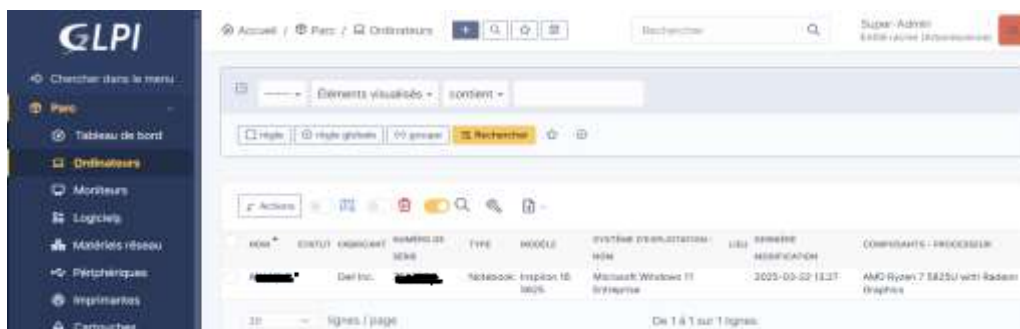 GLPI
Accueil / Parc / Ordinateurs
Rechercher
Super-Admin
Chercher dans le menu
Parc
Tableau de bord
Ordinateurs
Moniteurs
Logiciels
Matériels réseau
Périphériques
Imprimantes
Cartouches
Éléments visualisés
contient
règle
règle globale
groupe
Rechercher
Actions
NOM STATUT FABRICANT NUMÉRO DE SÉRIE TYPE MODÈLE SYSTÈME D'EXPLOITATION - NOM LIEU DERNIÈRE MODIFICATION COMPOSANTS - PROCESSEUR
Dell Inc. Notebook Inspiron 16 Microsoft Windows 11 Entreprise 2025-03-22 13:27 AMD Ryzen 7 5825U with Radeon Graphics
20 lignes / page
De 1 à 1 sur 1 lignes